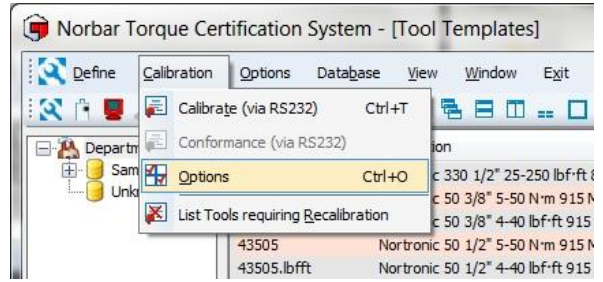 Norbar Torque Certification System - [Tool Templates]
Define Calibration Options Database View Window Exit
Calibrate (via RS232) Ctrl+T
Conformance (via RS232)
Options Ctrl+O
List Tools requiring Recalibration
Departm
Sam
Unk
ion
c 330 1/2" 25-250 lbf·ft 8
c 50 3/8" 5-50 N·m 915 M
c 50 3/8" 4-40 lbf·ft 915
43505 Nortronic 50 1/2" 5-50 N·m 915 M
43505.lbfft Nortronic 50 1/2" 4-40 lbf·ft 915